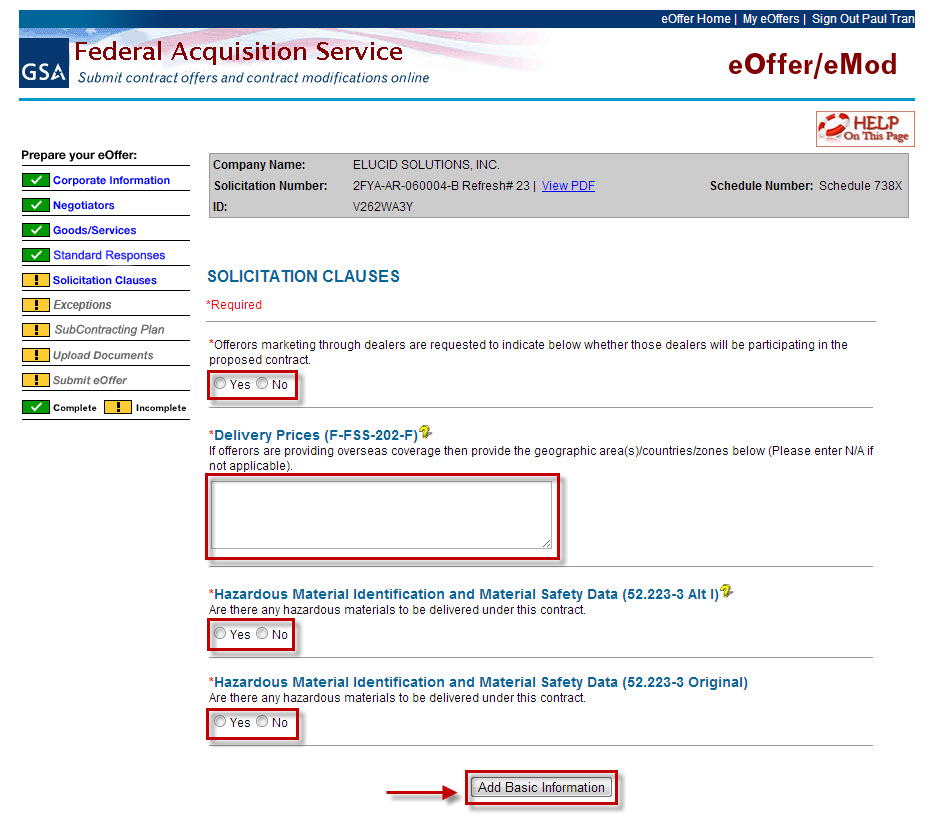 eOffer Home | My eOffers | Sign Out Paul Tran
GSA
Federal Acquisition Service
Submit contract offers and contract modifications online
eOffer/eMod
HELP
On This Page
Prepare your eOffer:
Corporate Information
Negotiators
Goods/Services
Standard Responses
! Solicitation Clauses
! Exceptions
! SubContracting Plan
! Upload Documents
! Submit eOffer
Complete ! Incomplete
Company Name: ELUCID SOLUTIONS, INC.
Solicitation Number: 2FYA-AR-060004-B Refresh# 23 | View PDF Schedule Number: Schedule 738X
ID: V262WA3Y
SOLICITATION CLAUSES
*Required
*Offerors marketing through dealers are requested to indicate below whether those dealers will be participating in the
proposed contract.
Yes No
*Delivery Prices (F-FSS-202-F)?
If offerors are providing overseas coverage then provide the geographic area(s)/countries/zones below (Please enter N/A if
not applicable).
*Hazardous Material Identification and Material Safety Data (52.223-3 Alt I)?
Are there any hazardous materials to be delivered under this contract.
Yes No
*Hazardous Material Identification and Material Safety Data (52.223-3 Original)
Are there any hazardous materials to be delivered under this contract.
Yes No
Add Basic Information